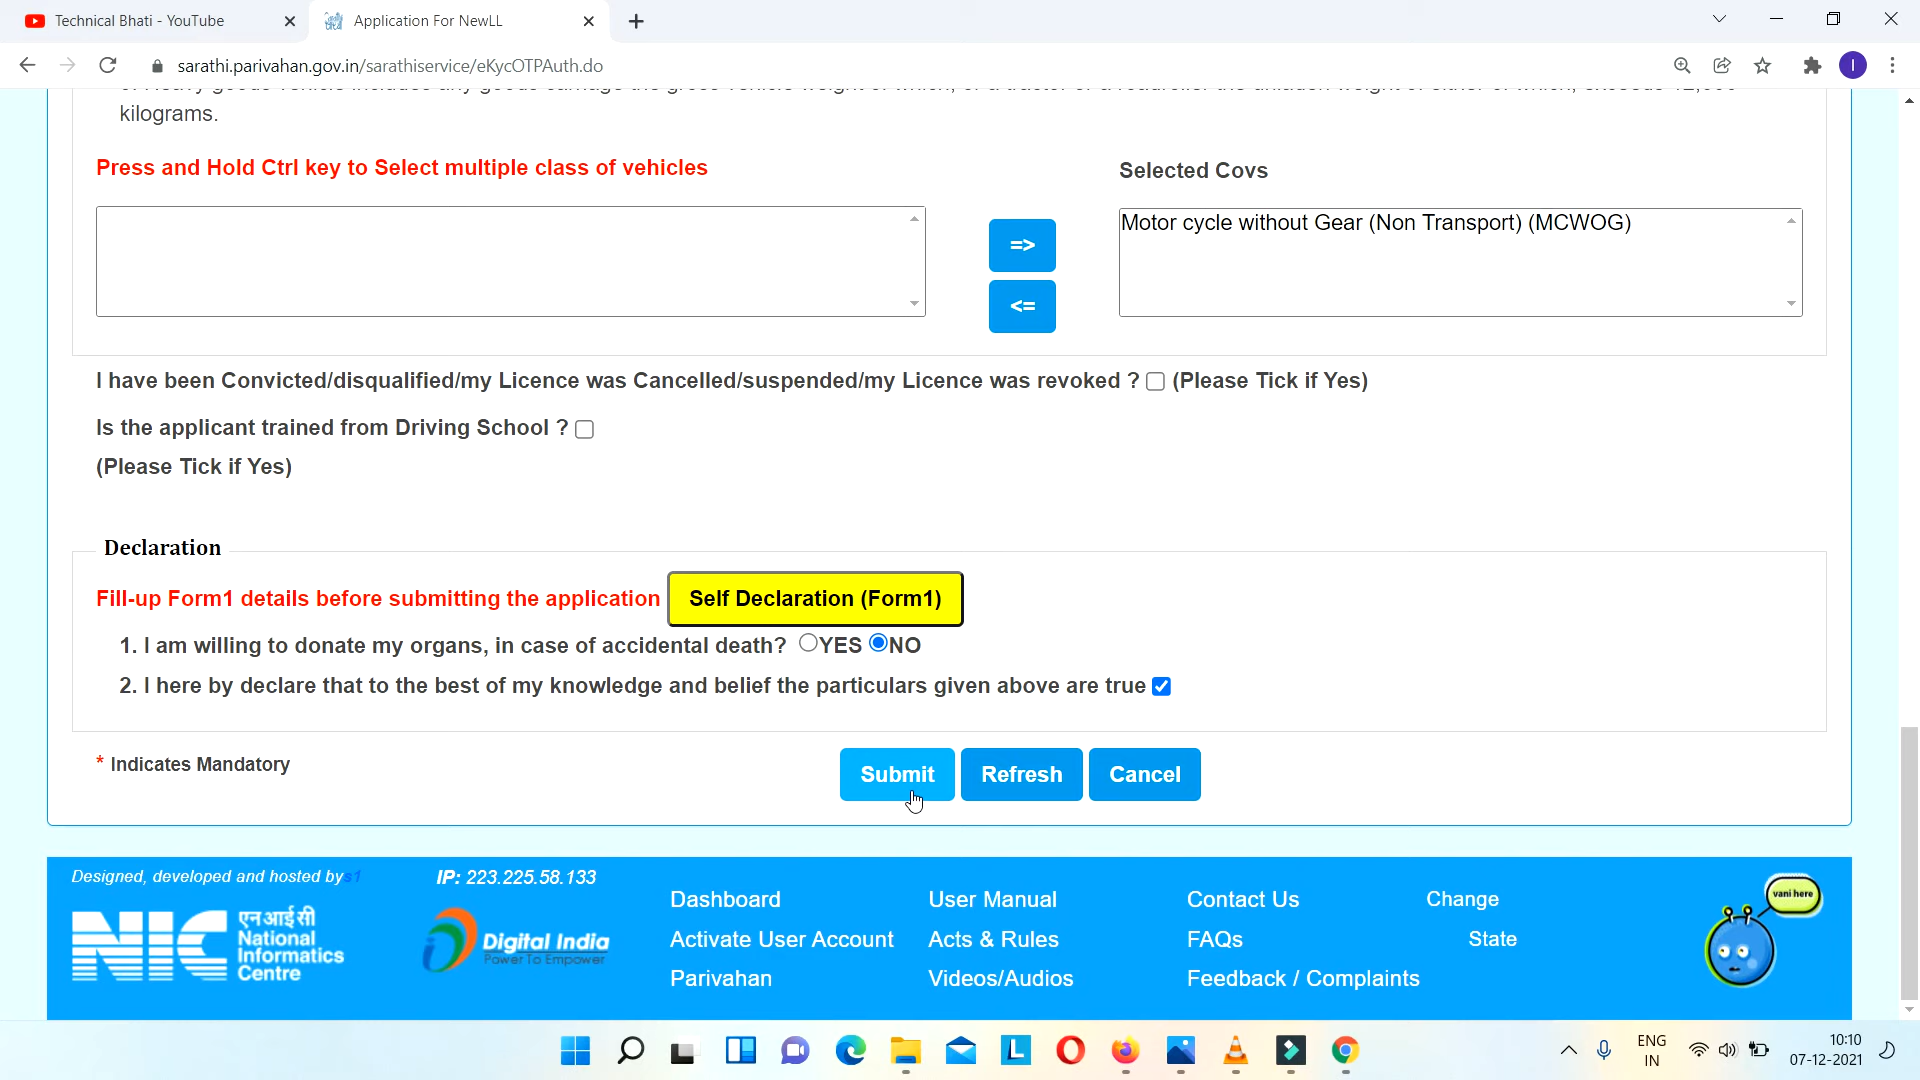 Technical Bhati - YouTube
Application For NewLL
sarathi.parivahan.gov.in/sarathiservice/eKycOTPAuth.do
I
kilograms.
Press and Hold Ctrl key to Select multiple class of vehicles
Selected Covs
=>
Motor cycle without Gear (Non Transport) (MCWOG)
<=
I have been Convicted/disqualified/my Licence was Cancelled/suspended/my Licence was revoked ? (Please Tick if Yes)
Is the applicant trained from Driving School ?
(Please Tick if Yes)
Declaration
Fill-up Form1 details before submitting the application Self Declaration (Form1)
1. I am willing to donate my organs, in case of accidental death? YES NO
2. I here by declare that to the best of my knowledge and belief the particulars given above are true
* Indicates Mandatory
Submit Refresh Cancel
Designed, developed and hosted by s1
IP: 223.225.58.133
NIC एन आई सी
National
Informatics
Centre
Digital India
Power To Empower
Dashboard User Manual Contact Us Change
Activate User Account Acts & Rules FAQs State
Parivahan Videos/Audios Feedback / Complaints
vani here
L
ENG
IN
10:10
07-12-2021